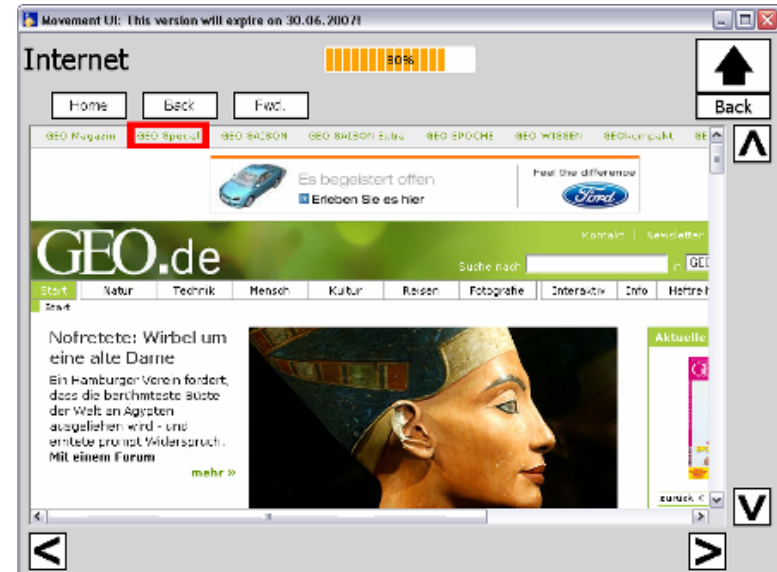 Movement UI: This version will expire on 30.06.2007!
Internet
80%
Back
Home Back Fwd.
GEO Magazin GEO Special GEO SAISON GEO SAISON Extra GEO EPOCHE GEO WISSEN GEOkompakt GE
Es begeistert offen
Erleben Sie es hier
Feel the difference
Ford
Kontakt | Newsletter
GEO.de
Suche nach in GEO
Start Natur Technik Mensch Kultur Reisen Fotografie Interaktiv Info Heftreih
Start
Nofretete: Wirbel um
eine alte Dame
Ein Hamburger Verein fordert,
dass die berühmteste Büste
der Welt an Ägypten
ausgeliehen wird - und
erntete prompt Widerspruch.
Mit einem Forum
mehr »
Aktuelle
zurück